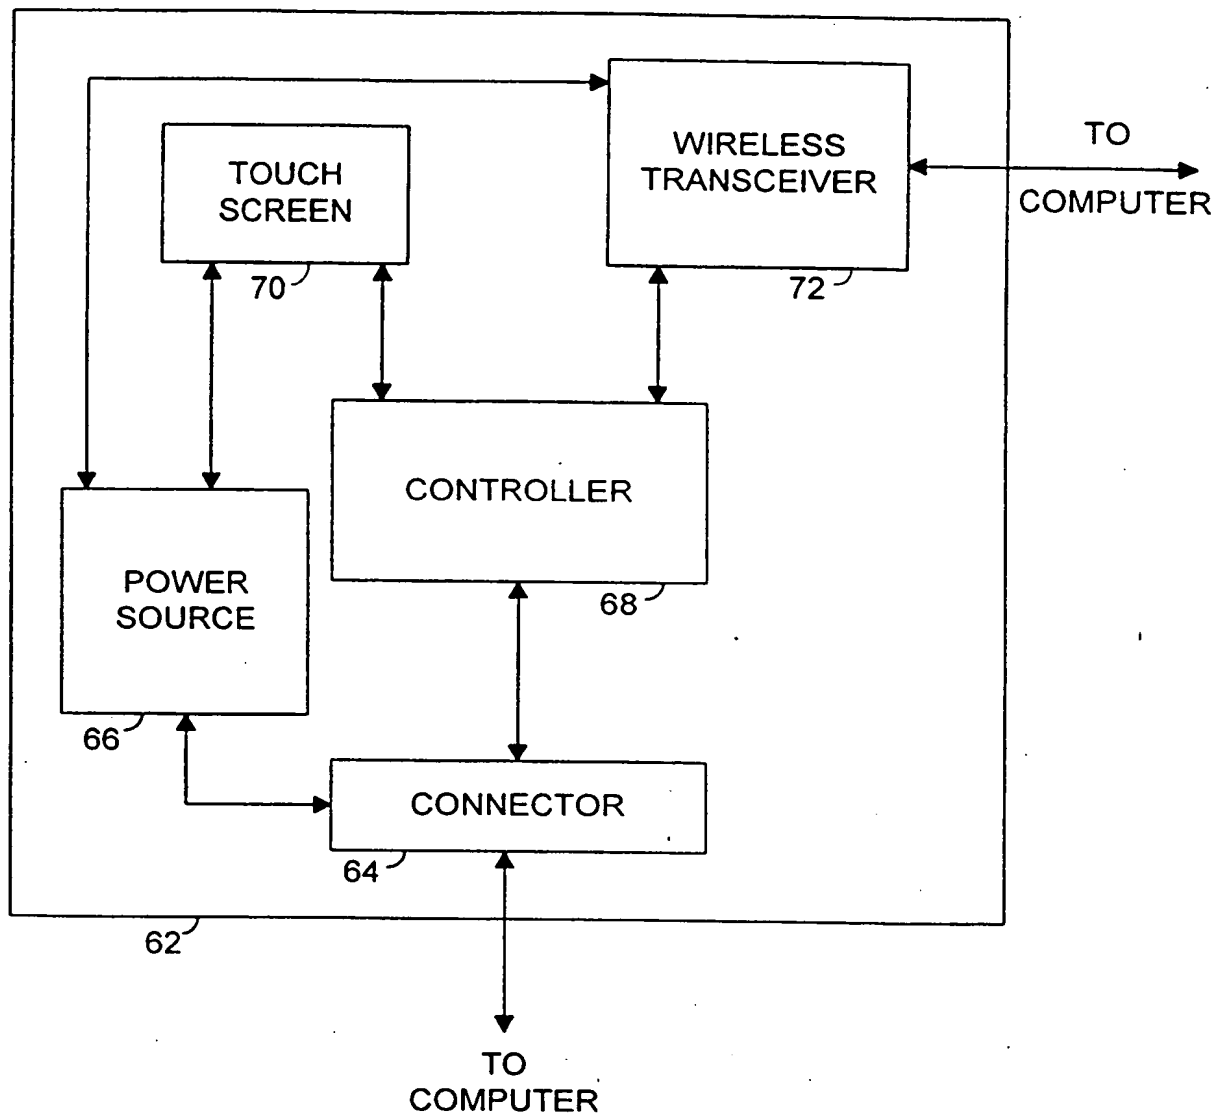 TO
COMPUTER
WIRELESS
TRANSCEIVER
72
TOUCH
SCREEN
70
CONTROLLER
68
POWER
SOURCE
66
CONNECTOR
64
62
TO
COMPUTER